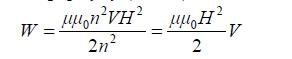 W = μμ₀n²VH² / 2n² = μμ₀H² / 2 V